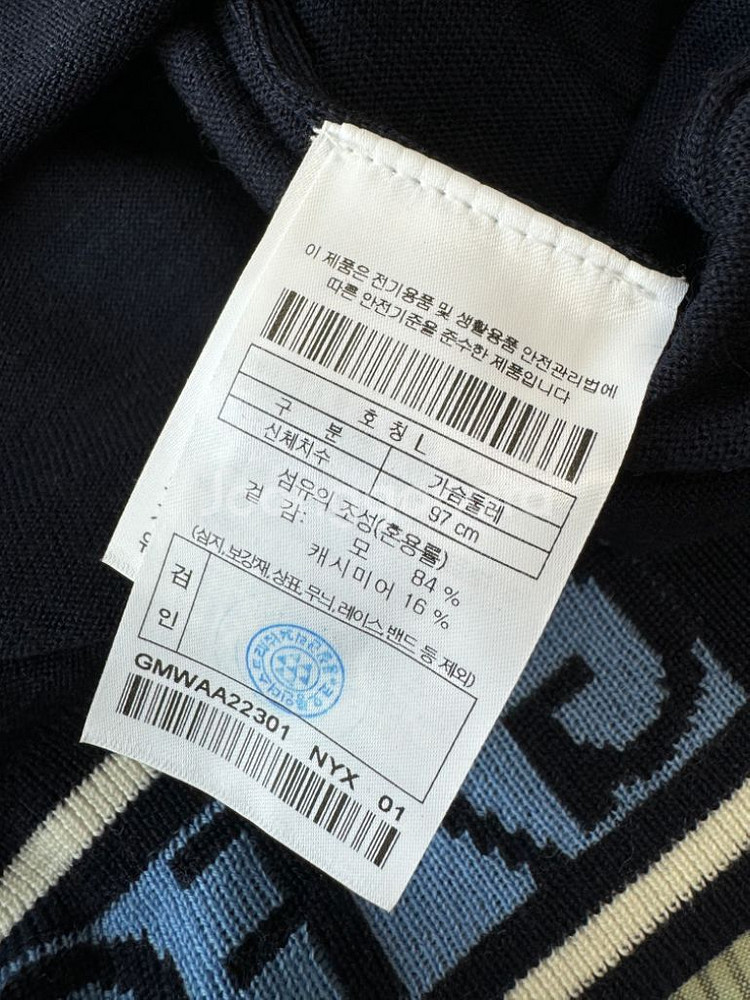 이 제품은 전기용품 및 생활용품 안전관리법에
따른 안전기준을 준수한 제품입니다
호 칭 L
구 분 가슴둘레
신체치수 97 cm
섬유의 조성(혼용률)
겉 감: 모 84 %
캐시미어 16 %
(심지,보강재,상표,무늬,레이스 밴드 등 제외)
검
인
GMWAA22301 NYX 01